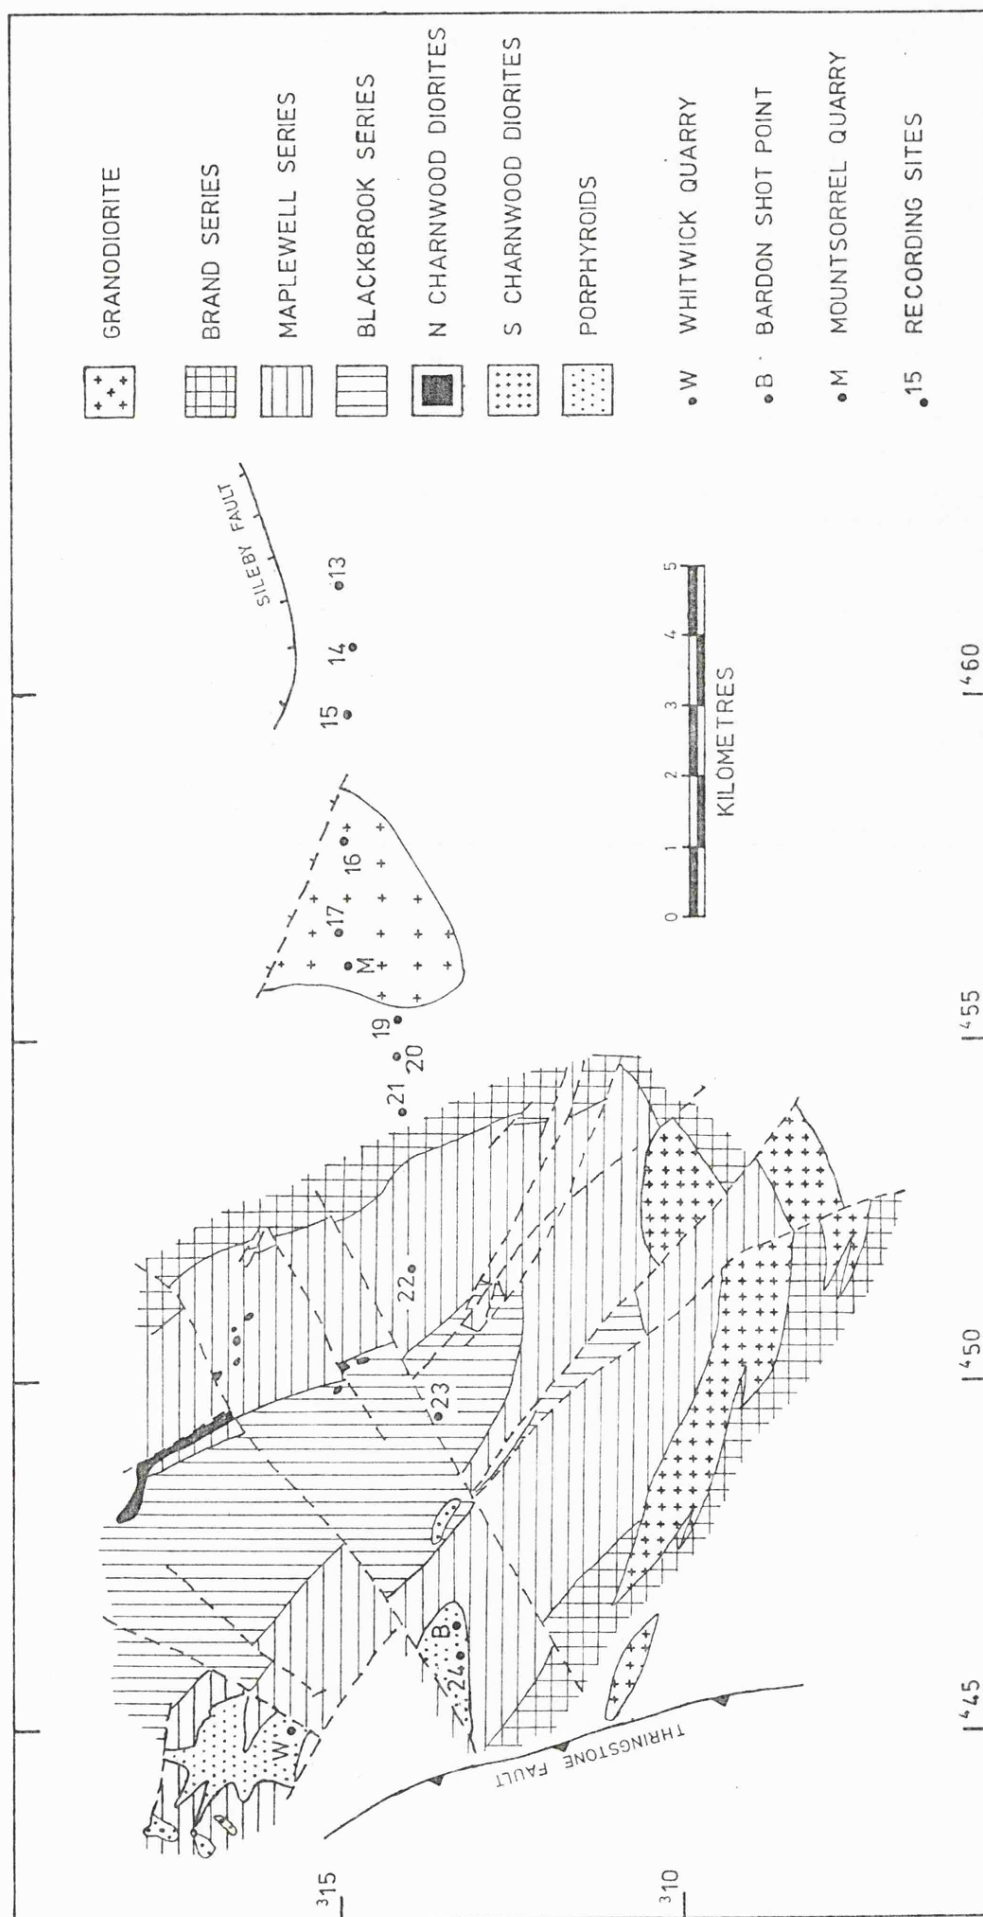 GRANODIORITE
BRAND SERIES
MAPLEWELL SERIES
BLACKBROOK SERIES
N CHARNWOOD DIORITES
S CHARNWOOD DIORITES
PORPHYROIDS
W WHITWICK QUARRY
B BARDON SHOT POINT
M MOUNTSORREL QUARRY
15 RECORDING SITES
SILEBY FAULT
13
14
15
16
17
M
19
20
21
22
23
B
24
W
THRINGSTONE FAULT
0 1 2 3 4 5
KILOMETRES
315
310
445
450
455
460